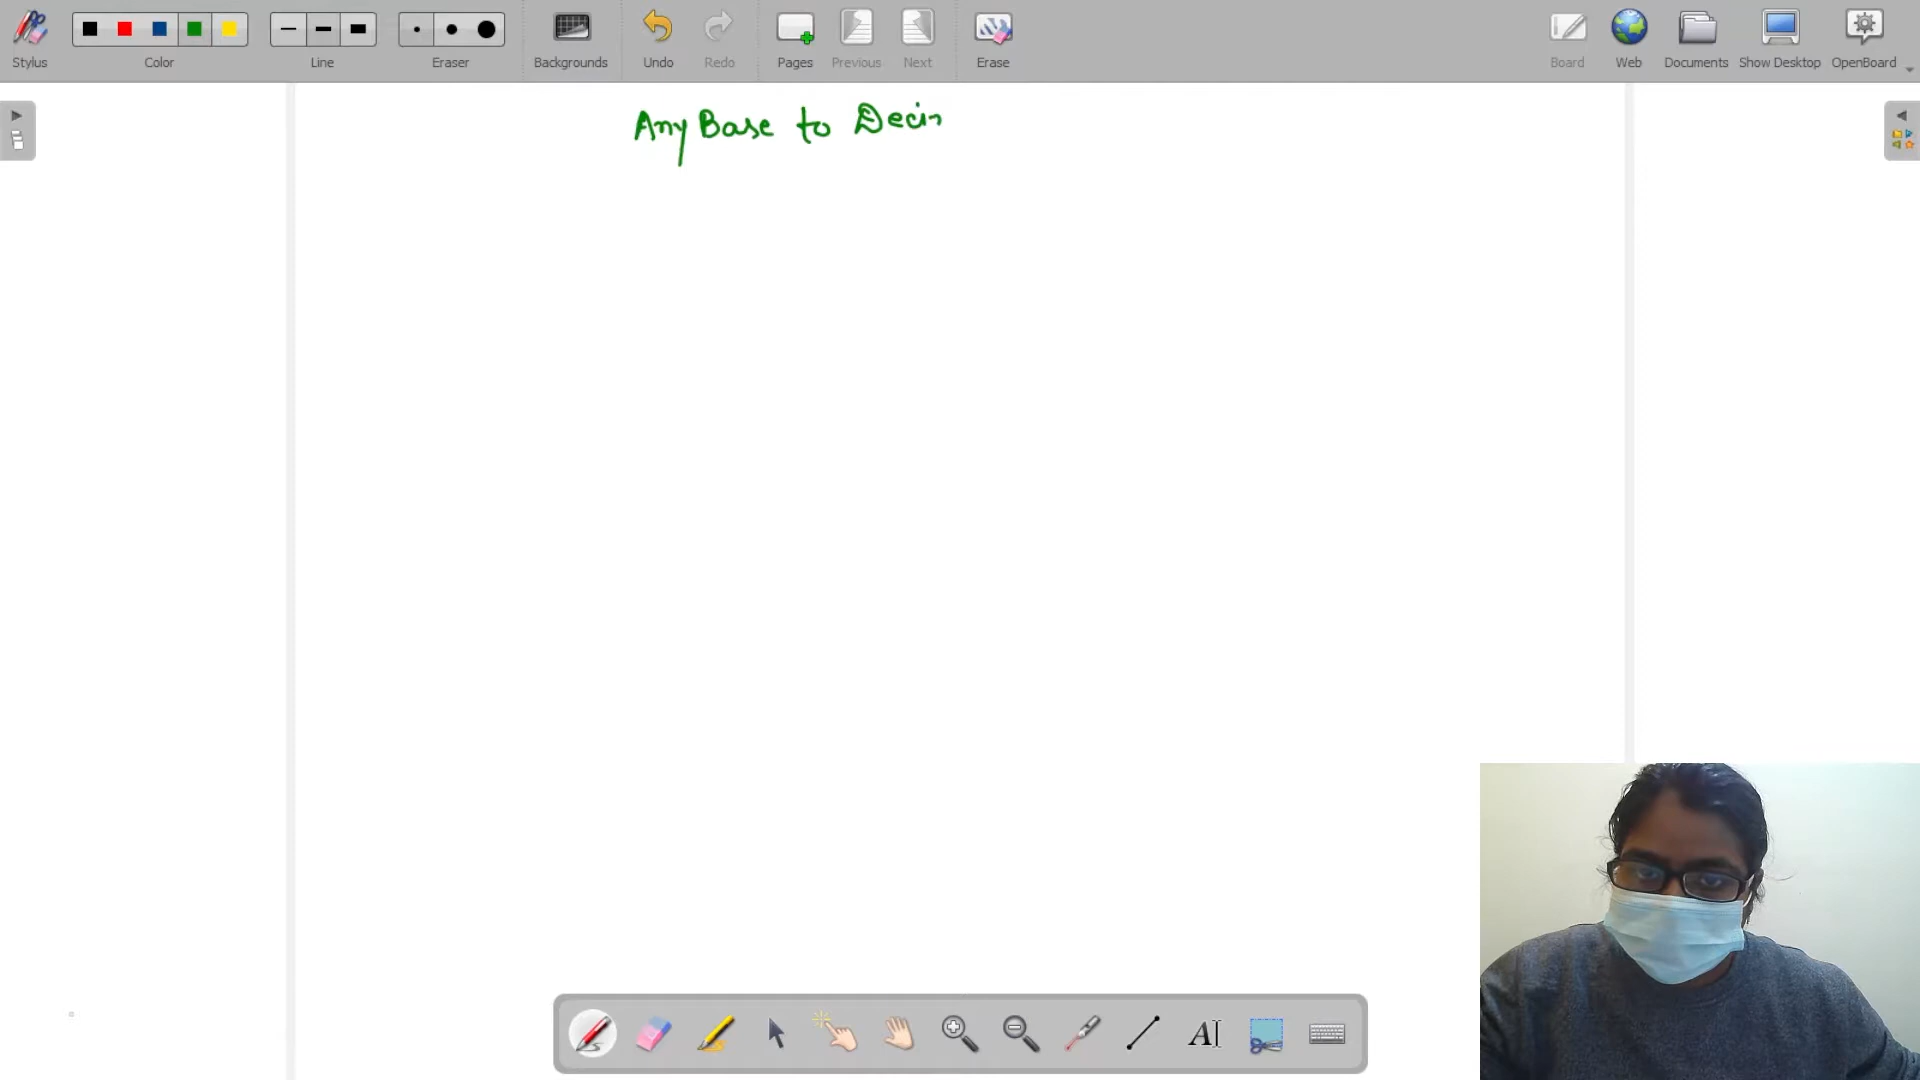 Stylus
Color
Line
Eraser
Backgrounds
Undo
Redo
Pages
Previous
Next
Erase
Board
Web
Documents
Show Desktop
OpenBoard
Any Base to Decin
A